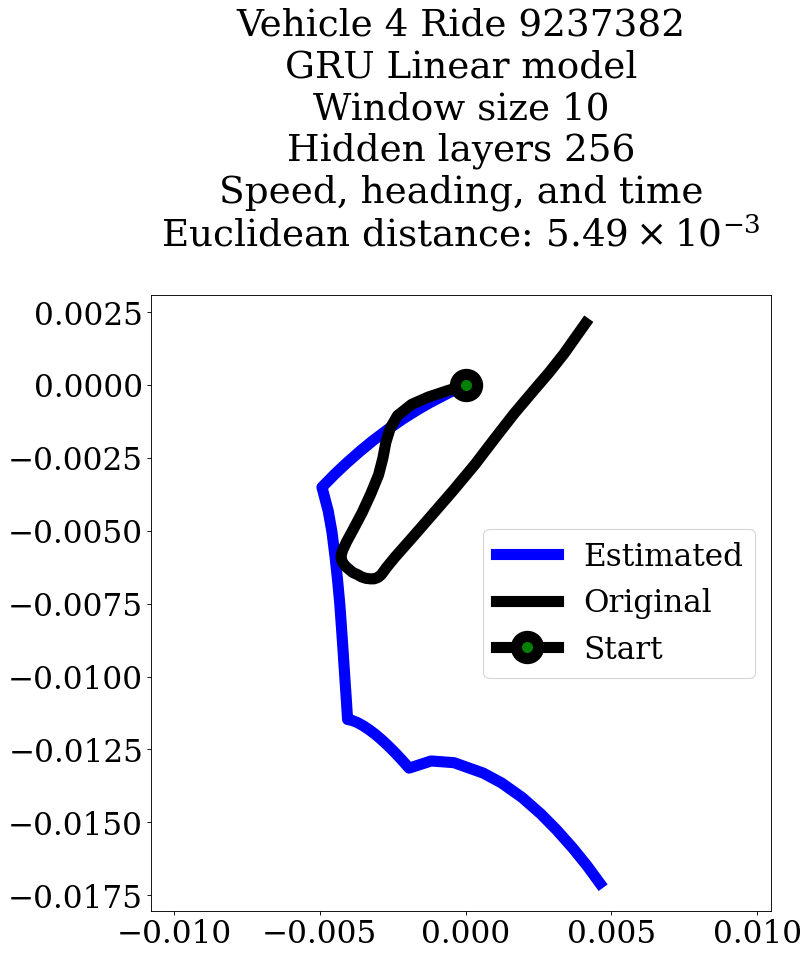 Vehicle 4 Ride 9237382
GRU Linear model
Window size 10
Hidden layers 256
Speed, heading, and time
Euclidean distance: 5.49 × 10⁻³
0.0025
0.0000
−0.0025
−0.0050
−0.0075
−0.0100
−0.0125
−0.0150
−0.0175
Estimated
Original
Start
−0.010 −0.005 0.000 0.005 0.010